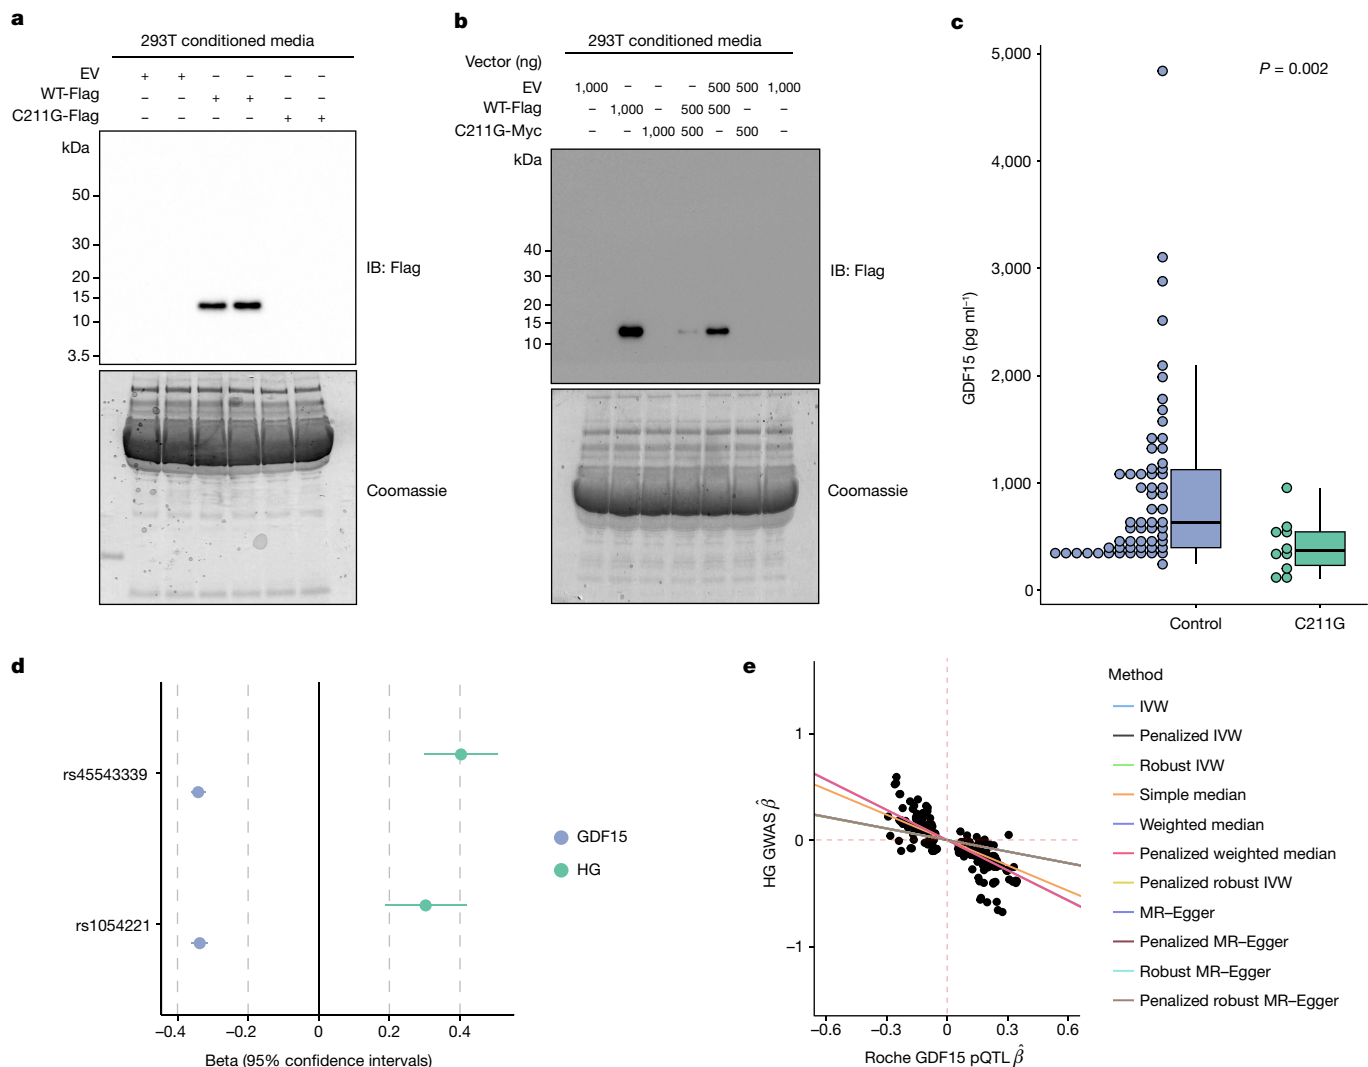 a
293T conditioned media
EV + + – – – –
WT-Flag – – + + – –
C211G-Flag – – – – + +
kDa
50
30
20
15
10
3.5
IB: Flag
Coomassie
b
293T conditioned media
Vector (ng)
EV 1,000 – – – 500 500 1,000
WT-Flag – 1,000 – 500 500 – –
C211G-Myc – – 1,000 500 – 500 –
kDa
40
30
20
15
10
IB: Flag
Coomassie
c
P = 0.002
GDF15 (pg ml⁻¹)
5,000
4,000
3,000
2,000
1,000
0
Control C211G
d
rs45543339
rs1054221
–0.4 –0.2 0 0.2 0.4
Beta (95% confidence intervals)
GDF15
HG
e
HG GWAS β̂
1
0
–1
–0.6 –0.3 0 0.3 0.6
Roche GDF15 pQTL β̂
Method
IVW
Penalized IVW
Robust IVW
Simple median
Weighted median
Penalized weighted median
Penalized robust IVW
MR–Egger
Penalized MR–Egger
Robust MR–Egger
Penalized robust MR–Egger